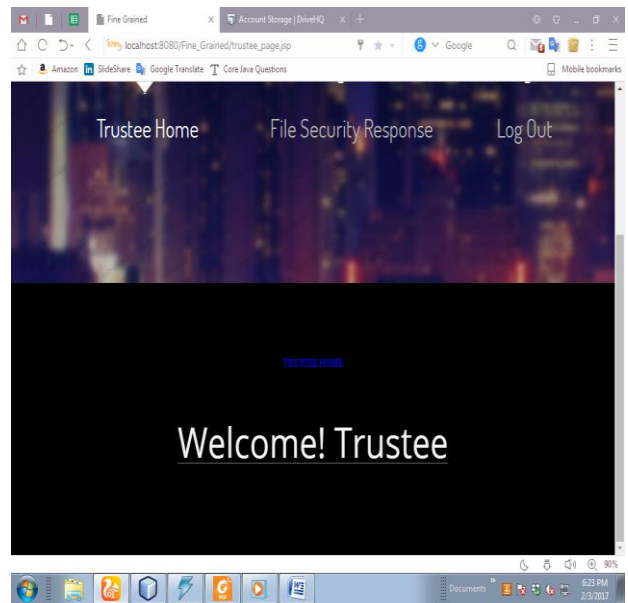 Fine Grained
Account Storage | DriveHQ
localhost:8080/Fine_Grained/trustee_page.jsp
Google
Amazon
SlideShare
Google Translate
Core Java Questions
Mobile bookmarks
Trustee Home
File Security Response
Log Out
TRUSTEE HOME
Welcome! Trustee
90%
Documents
6:23 PM
2/3/2017